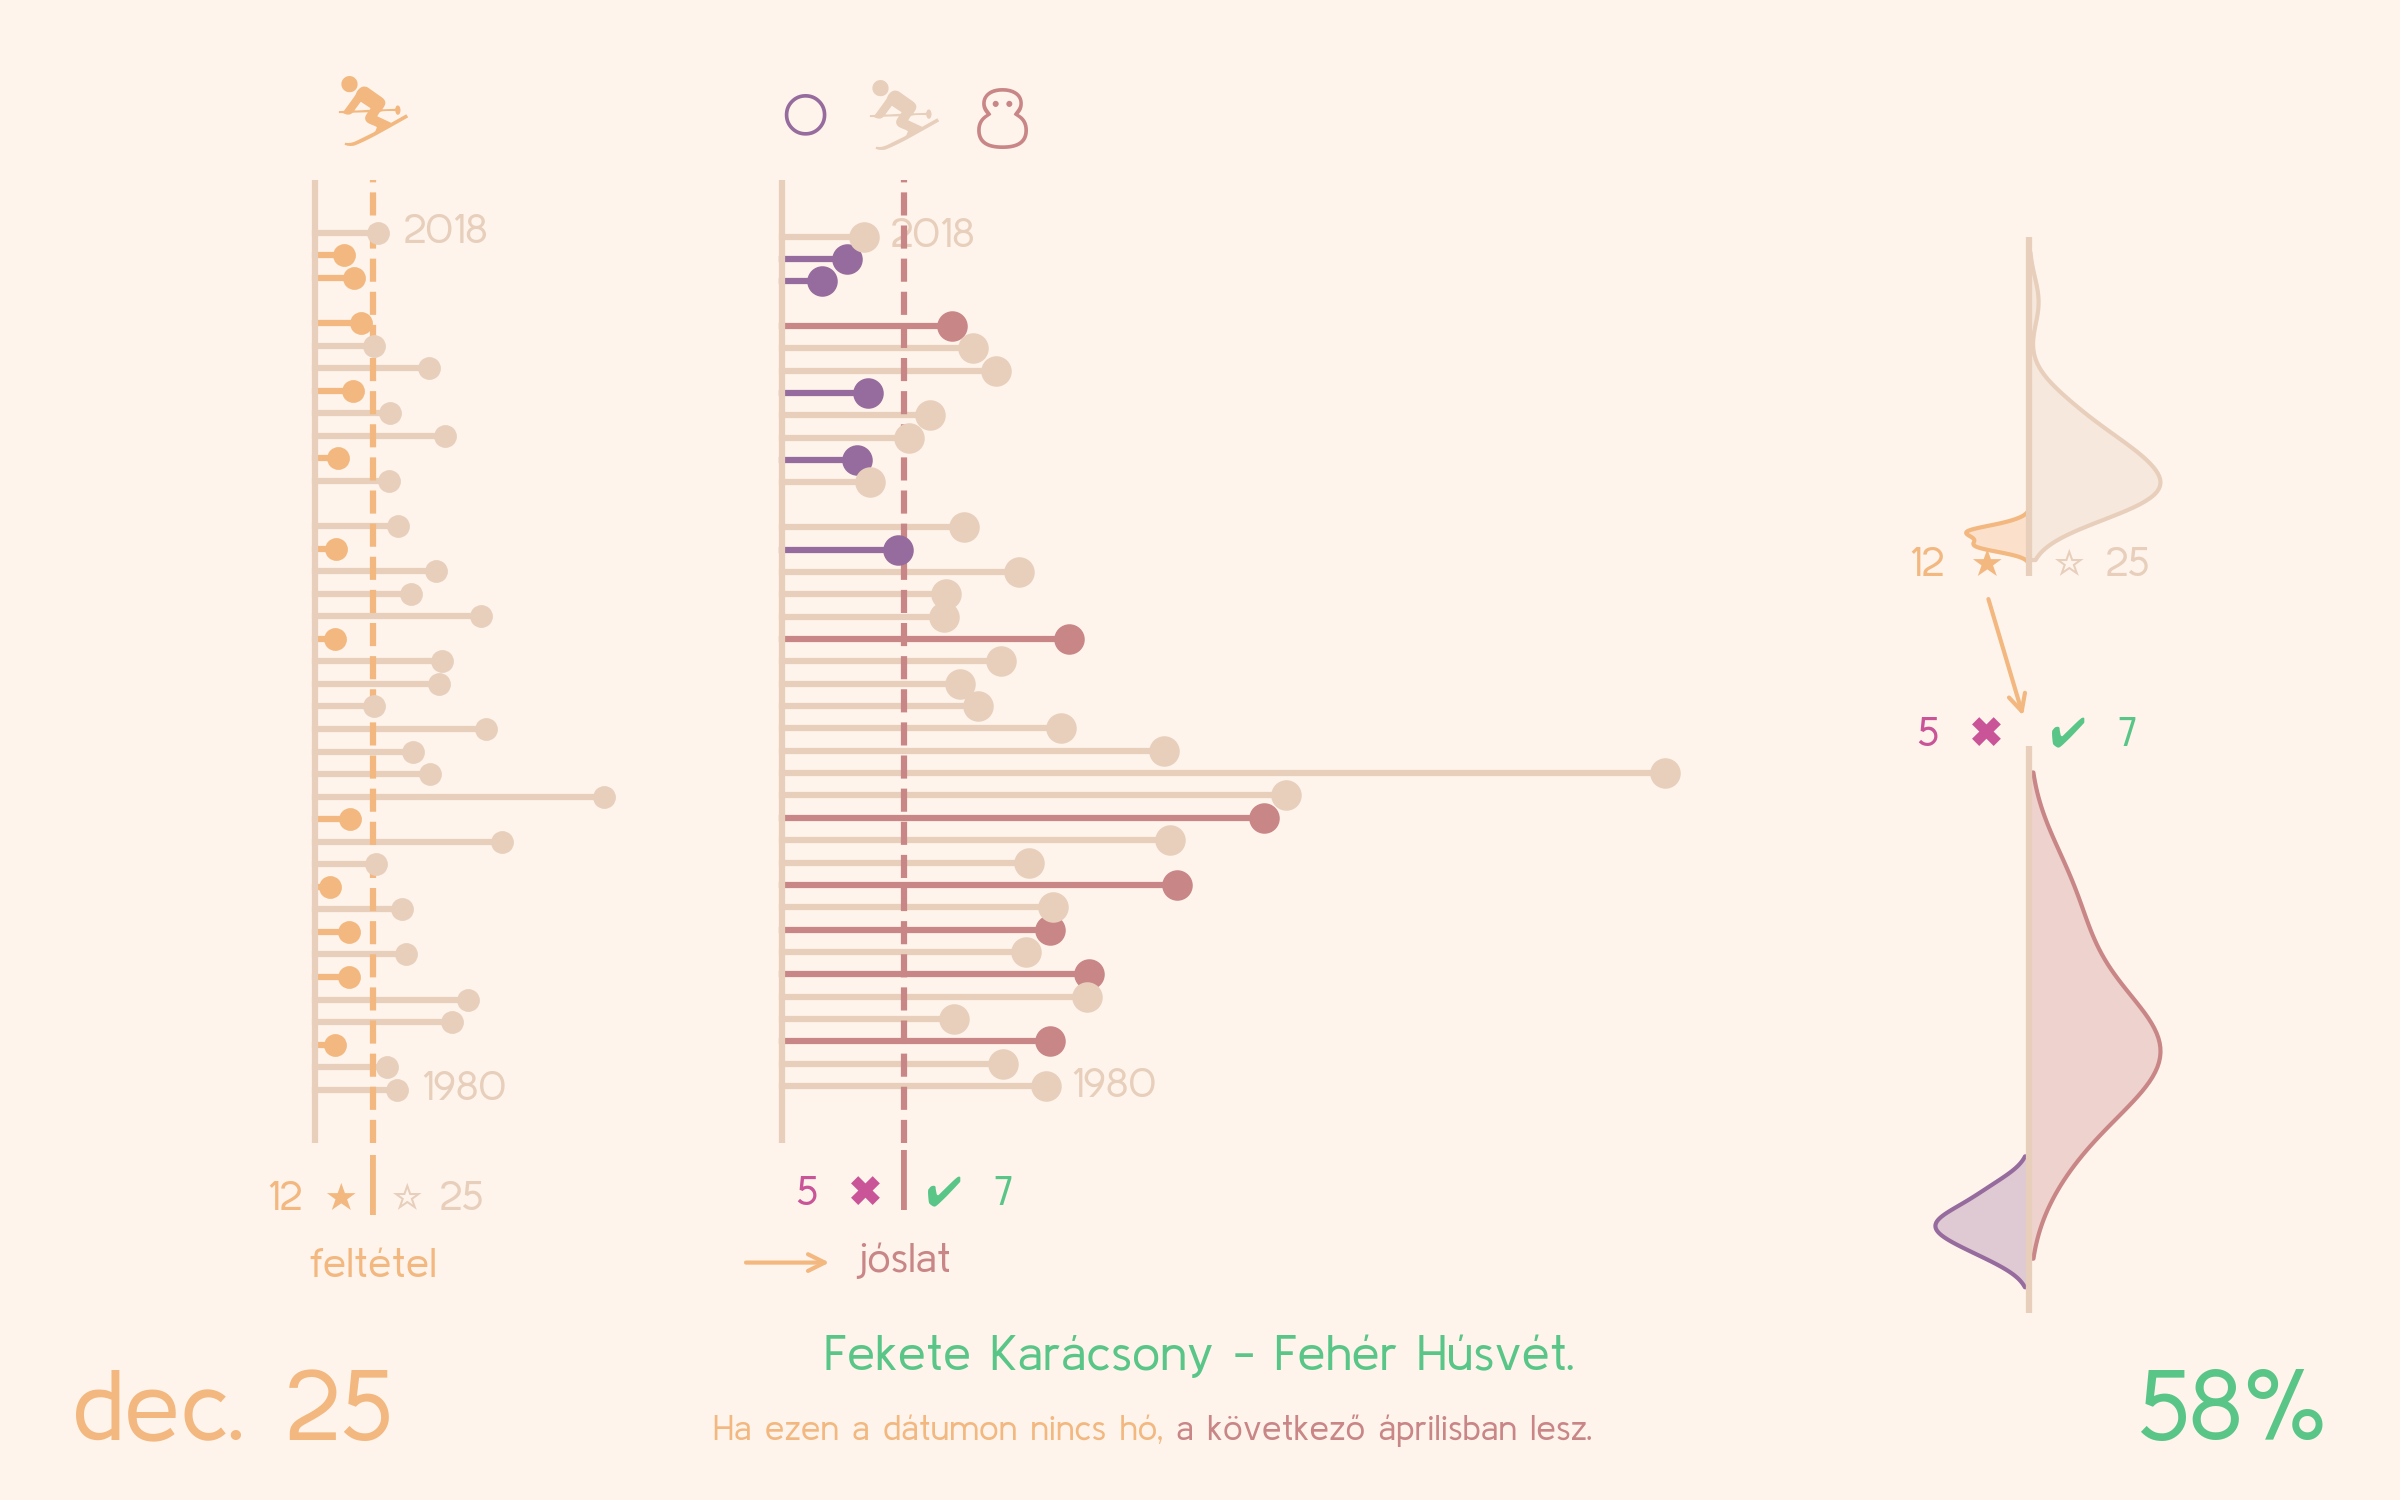 2018
2018
1980
1980
12 ★ ☆ 25
5 ✖ ✔ 7
12 ★ ☆ 25
feltétel
5 ✖ ✔ 7
jóslat
Fekete Karácsony - Fehér Húsvét.
dec. 25
Ha ezen a dátumon nincs hó, a következő áprilisban lesz.
58%